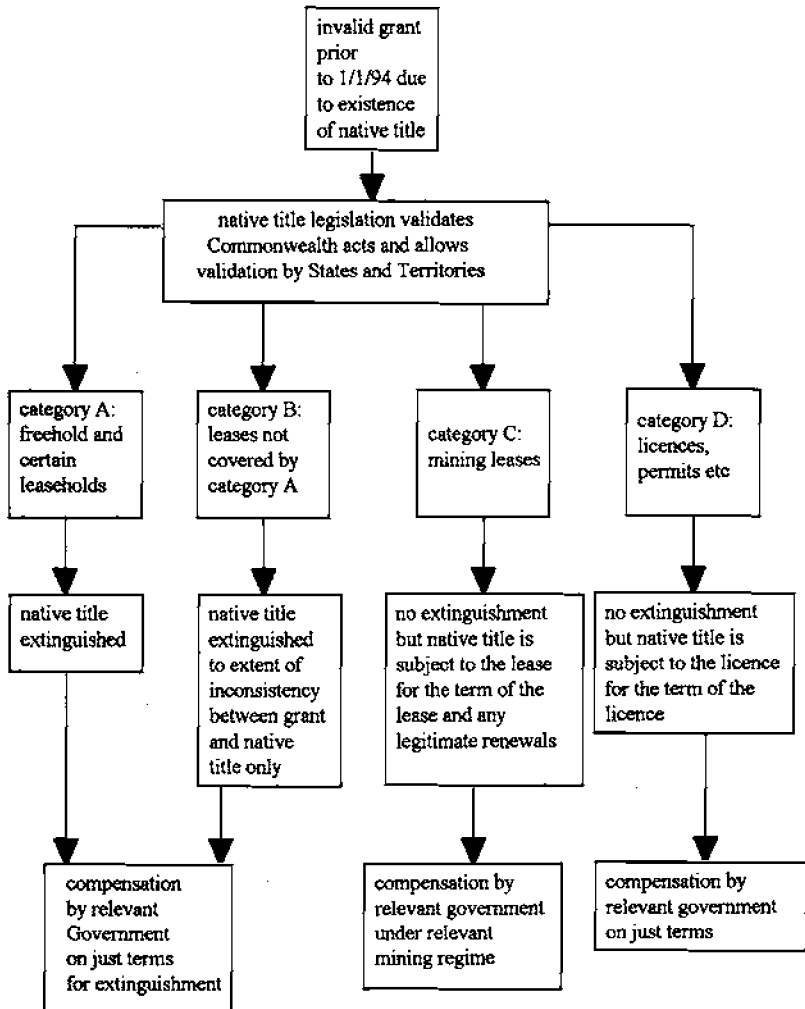 invalid grant
prior
to 1/1/94 due
to existence
of native title
native title legislation validates
Commonwealth acts and allows
validation by States and Territories
category A:
freehold and
certain
leaseholds
category B:
leases not
covered by
category A
category C:
mining leases
category D:
licences,
permits etc
native title
extinguished
native title
extinguished
to extent of
inconsistency
between grant
and native
title only
no extinguishment
but native title is
subject to the lease
for the term of the
lease and any
legitimate renewals
no extinguishment
but native title is
subject to the licence
for the term of the
licence
compensation
by relevant
Government
on just terms
for extinguishment
compensation by
relevant government
under relevant
mining regime
compensation by
relevant government
on just terms